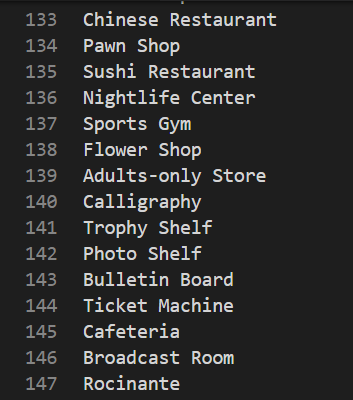 133 Chinese Restaurant
134 Pawn Shop
135 Sushi Restaurant
136 Nightlife Center
137 Sports Gym
138 Flower Shop
139 Adults-only Store
140 Calligraphy
141 Trophy Shelf
142 Photo Shelf
143 Bulletin Board
144 Ticket Machine
145 Cafeteria
146 Broadcast Room
147 Rocinante